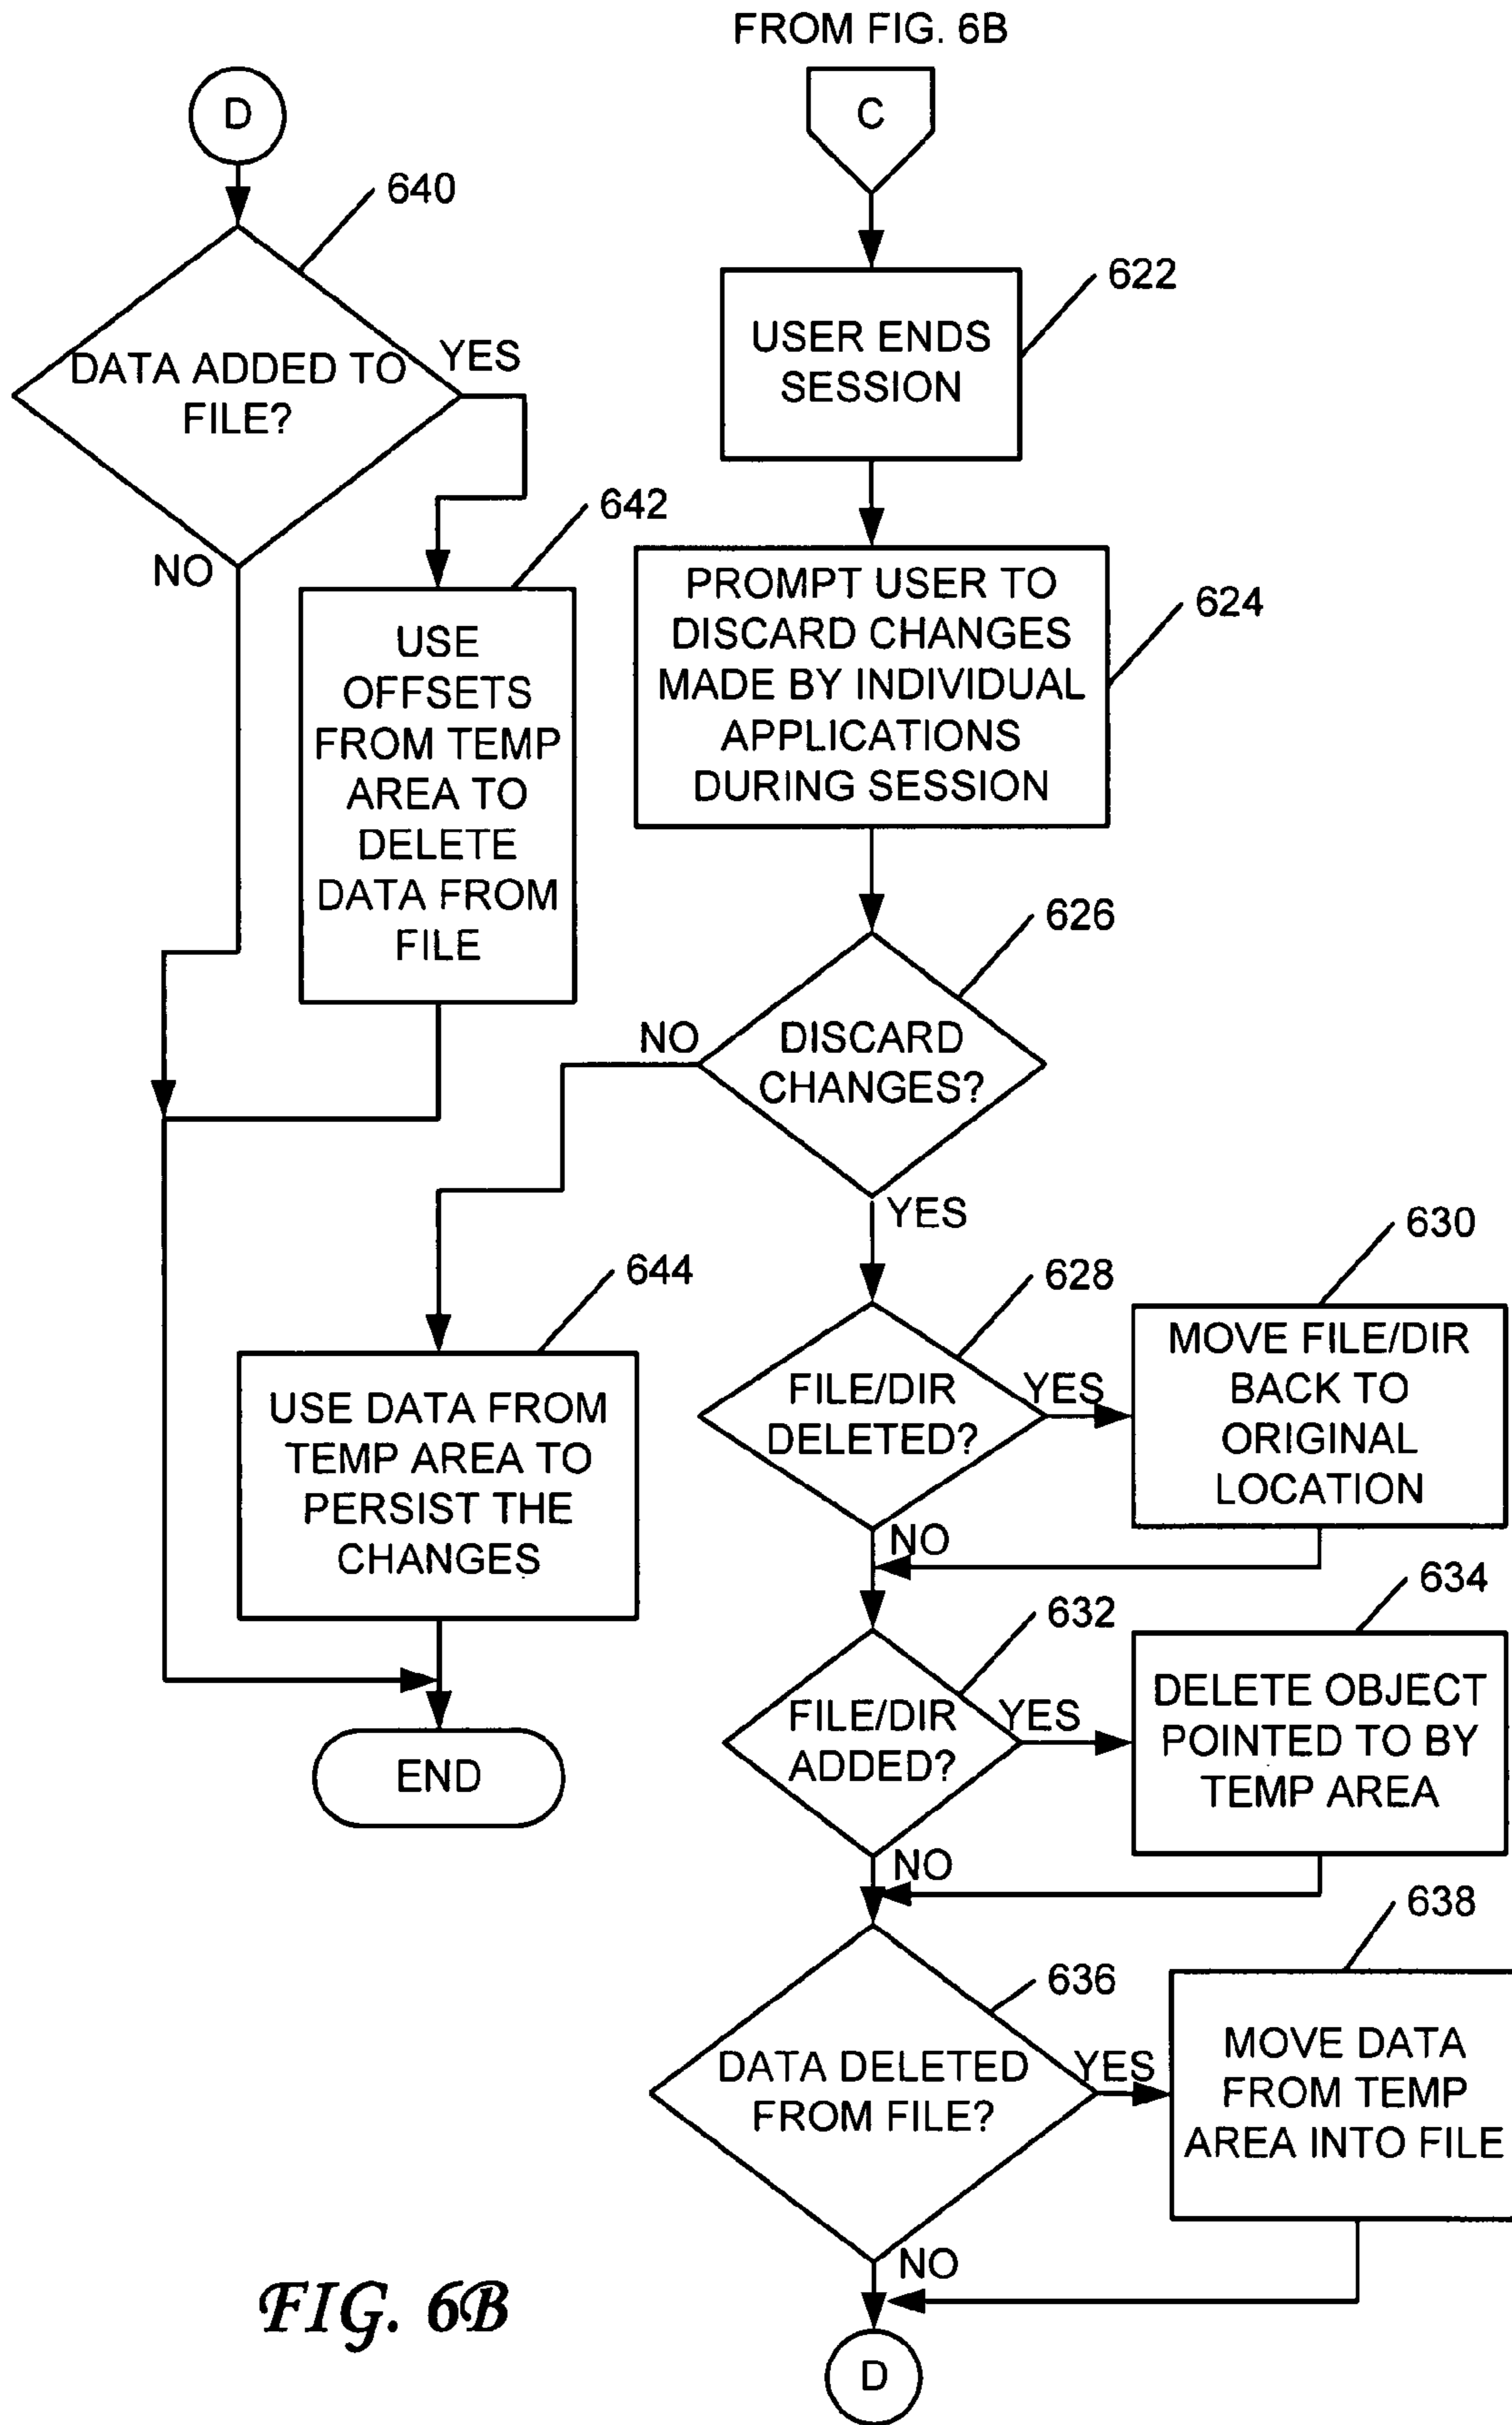 FROM FIG. 6B
C
622
USER ENDS
SESSION
624
PROMPT USER TO
DISCARD CHANGES
MADE BY INDIVIDUAL
APPLICATIONS
DURING SESSION
626
DISCARD
CHANGES?
NO
YES
628
FILE/DIR
DELETED?
YES
NO
630
MOVE FILE/DIR
BACK TO
ORIGINAL
LOCATION
632
FILE/DIR
ADDED?
YES
NO
634
DELETE OBJECT
POINTED TO BY
TEMP AREA
636
DATA DELETED
FROM FILE?
YES
NO
638
MOVE DATA
FROM TEMP
AREA INTO FILE
D
D
640
DATA ADDED TO
FILE?
YES
NO
642
USE
OFFSETS
FROM TEMP
AREA TO
DELETE
DATA FROM
FILE
644
USE DATA FROM
TEMP AREA TO
PERSIST THE
CHANGES
END
FIG. 6B